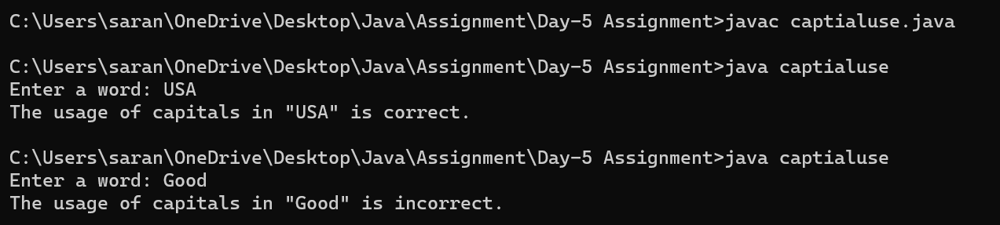 C:\Users\saran\OneDrive\Desktop\Java\Assignment\Day-5 Assignment>javac captialuse.java
C:\Users\saran\OneDrive\Desktop\Java\Assignment\Day-5 Assignment>java captialuse
Enter a word: USA
The usage of capitals in "USA" is correct.
C:\Users\saran\OneDrive\Desktop\Java\Assignment\Day-5 Assignment>java captialuse
Enter a word: Good
The usage of capitals in "Good" is incorrect.